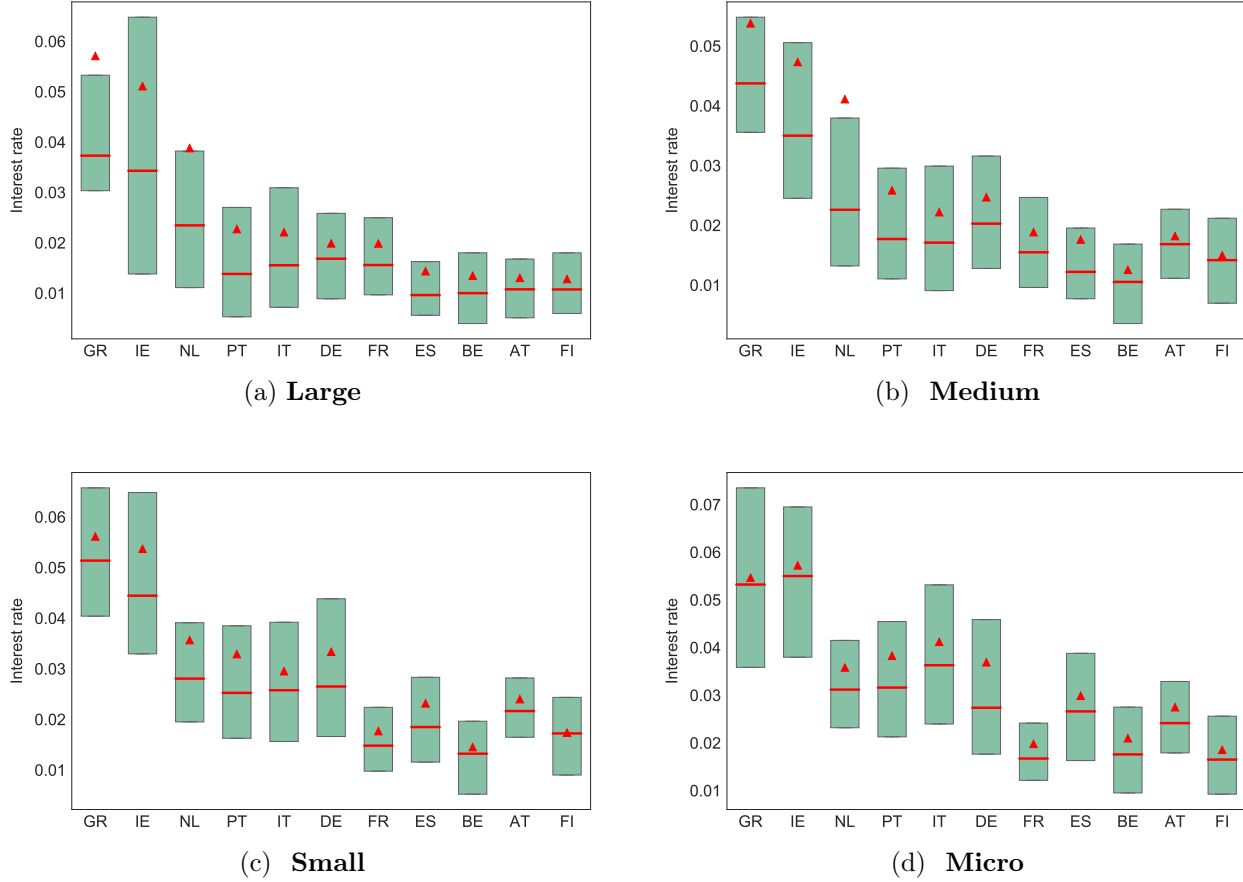 Interest rate
0.06
0.05
0.04
0.03
0.02
0.01
GR IE NL PT IT DE FR ES BE AT FI
(a) Large
Interest rate
0.05
0.04
0.03
0.02
0.01
GR IE NL PT IT DE FR ES BE AT FI
(b) Medium
Interest rate
0.06
0.05
0.04
0.03
0.02
0.01
GR IE NL PT IT DE FR ES BE AT FI
(c) Small
Interest rate
0.07
0.06
0.05
0.04
0.03
0.02
0.01
GR IE NL PT IT DE FR ES BE AT FI
(d) Micro